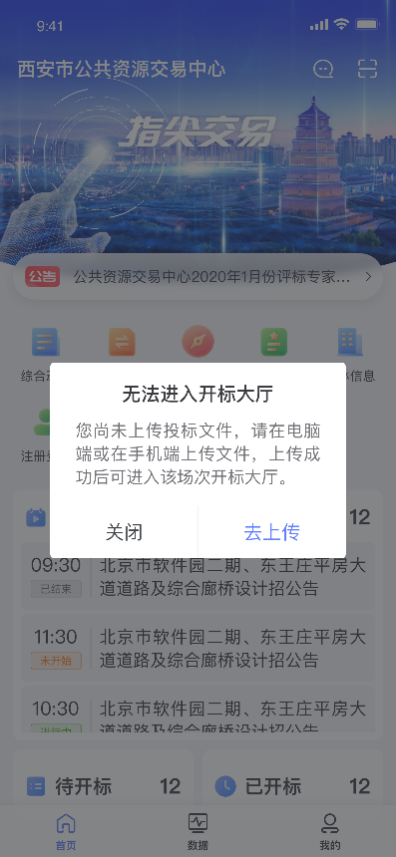 9:41
西安市公共资源交易中心
指尖交易
公告 公共资源交易中心2020年1月份评标专家...
综合
信息
注册
无法进入开标大厅
您尚未上传投标文件，请在电脑
端或在手机端上传文件，上传成
功后可进入该场次开标大厅。
关闭 去上传
12
09:30 北京市软件园二期、东王庄平房大
已结束 道道路及综合廊桥设计招公告
11:30 北京市软件园二期、东王庄平房大
未开始 道道路及综合廊桥设计招公告
10:30 北京市软件园二期、东王庄平房大
进行中 道道路及综合廊桥设计招公告
待开标 12 已开标 12
首页 数据 我的